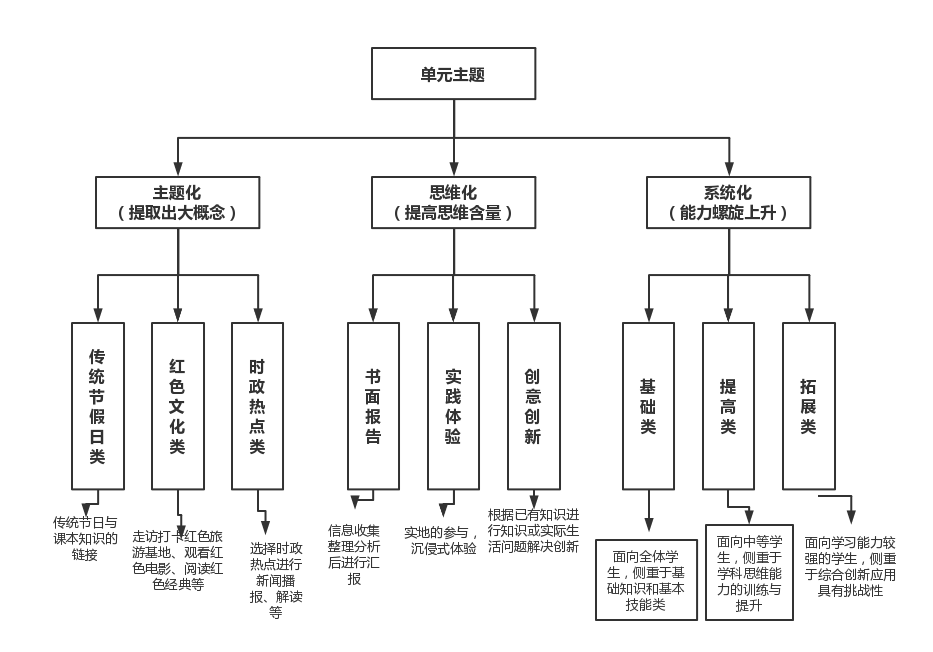 单元主题
主题化
（提取出大概念）
思维化
（提高思维含量）
系统化
（能力螺旋上升）
传统节假日类
红色文化类
时政热点类
书面报告
实践体验
创意创新
基础类
提高类
拓展类
传统节日与
课本知识的
链接
走访打卡红色旅
游基地、观看红
色电影、阅读红
色经典等
选择时政
热点进行
新闻播
报、解读
等
信息收集
整理分析
后进行汇
报
实地的参与，
沉侵式体验
根据已有知识进
行知识或实际生
活问题解决创新
面向全体学
生，侧重于基
础知识和基本
技能类
面向中等学
生，侧重于
学科思维能
力的训练与
提升
面向学习能力较
强的学生，侧重
于综合创新应用
具有挑战性